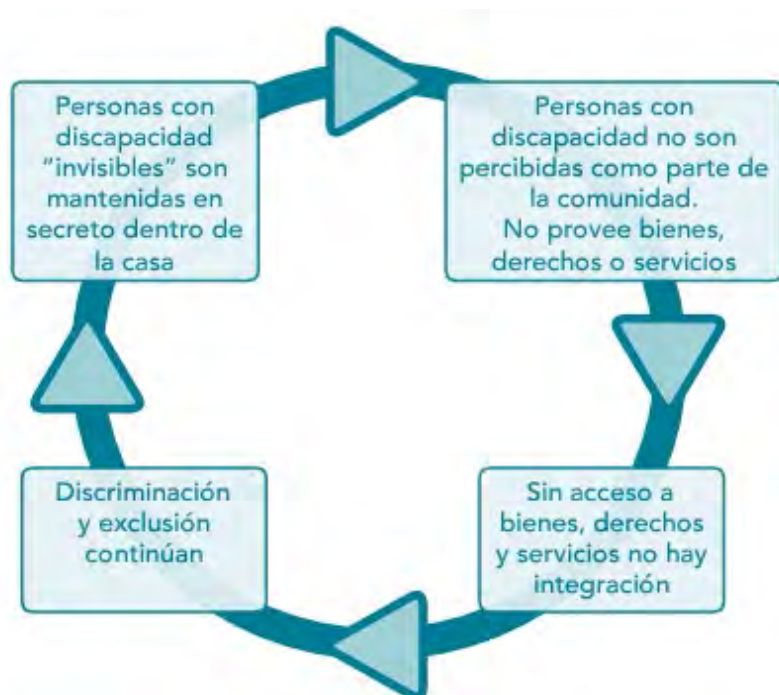 Personas con
discapacidad
“invisibles” son
mantenidas en
secreto dentro de
la casa
Personas con
discapacidad no son
percibidas como parte de
la comunidad.
No provee bienes,
derechos o servicios
Sin acceso a
bienes, derechos
y servicios no hay
integración
Discriminación
y exclusión
continúan